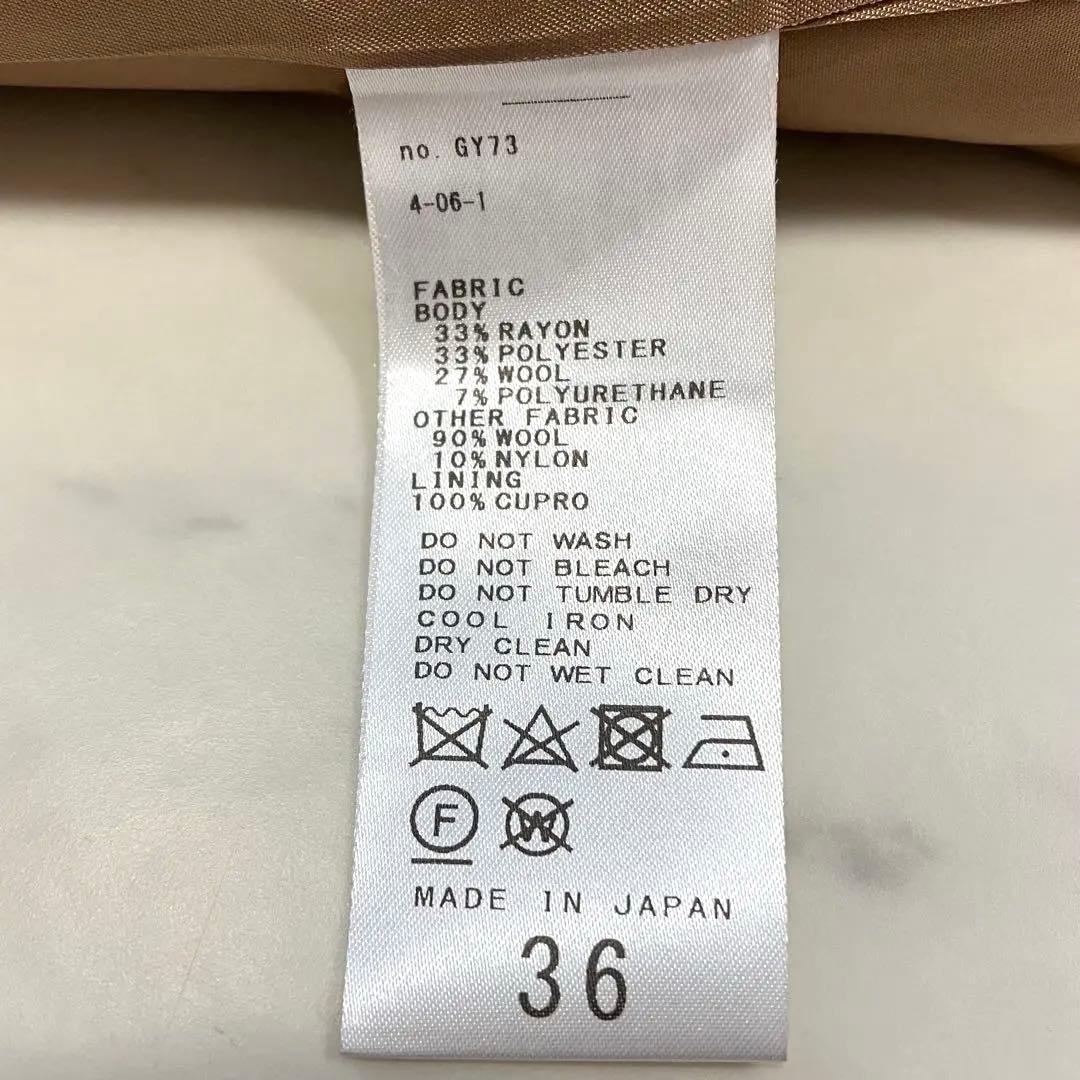 no. GY73
4-06-1
FABRIC
BODY
33% RAYON
33% POLYESTER
27% WOOL
7% POLYURETHANE
OTHER FABRIC
90% WOOL
10% NYLON
LINING
100% CUPRO
DO NOT WASH
DO NOT BLEACH
DO NOT TUMBLE DRY
COOL IRON
DRY CLEAN
DO NOT WET CLEAN
F W
MADE IN JAPAN
36